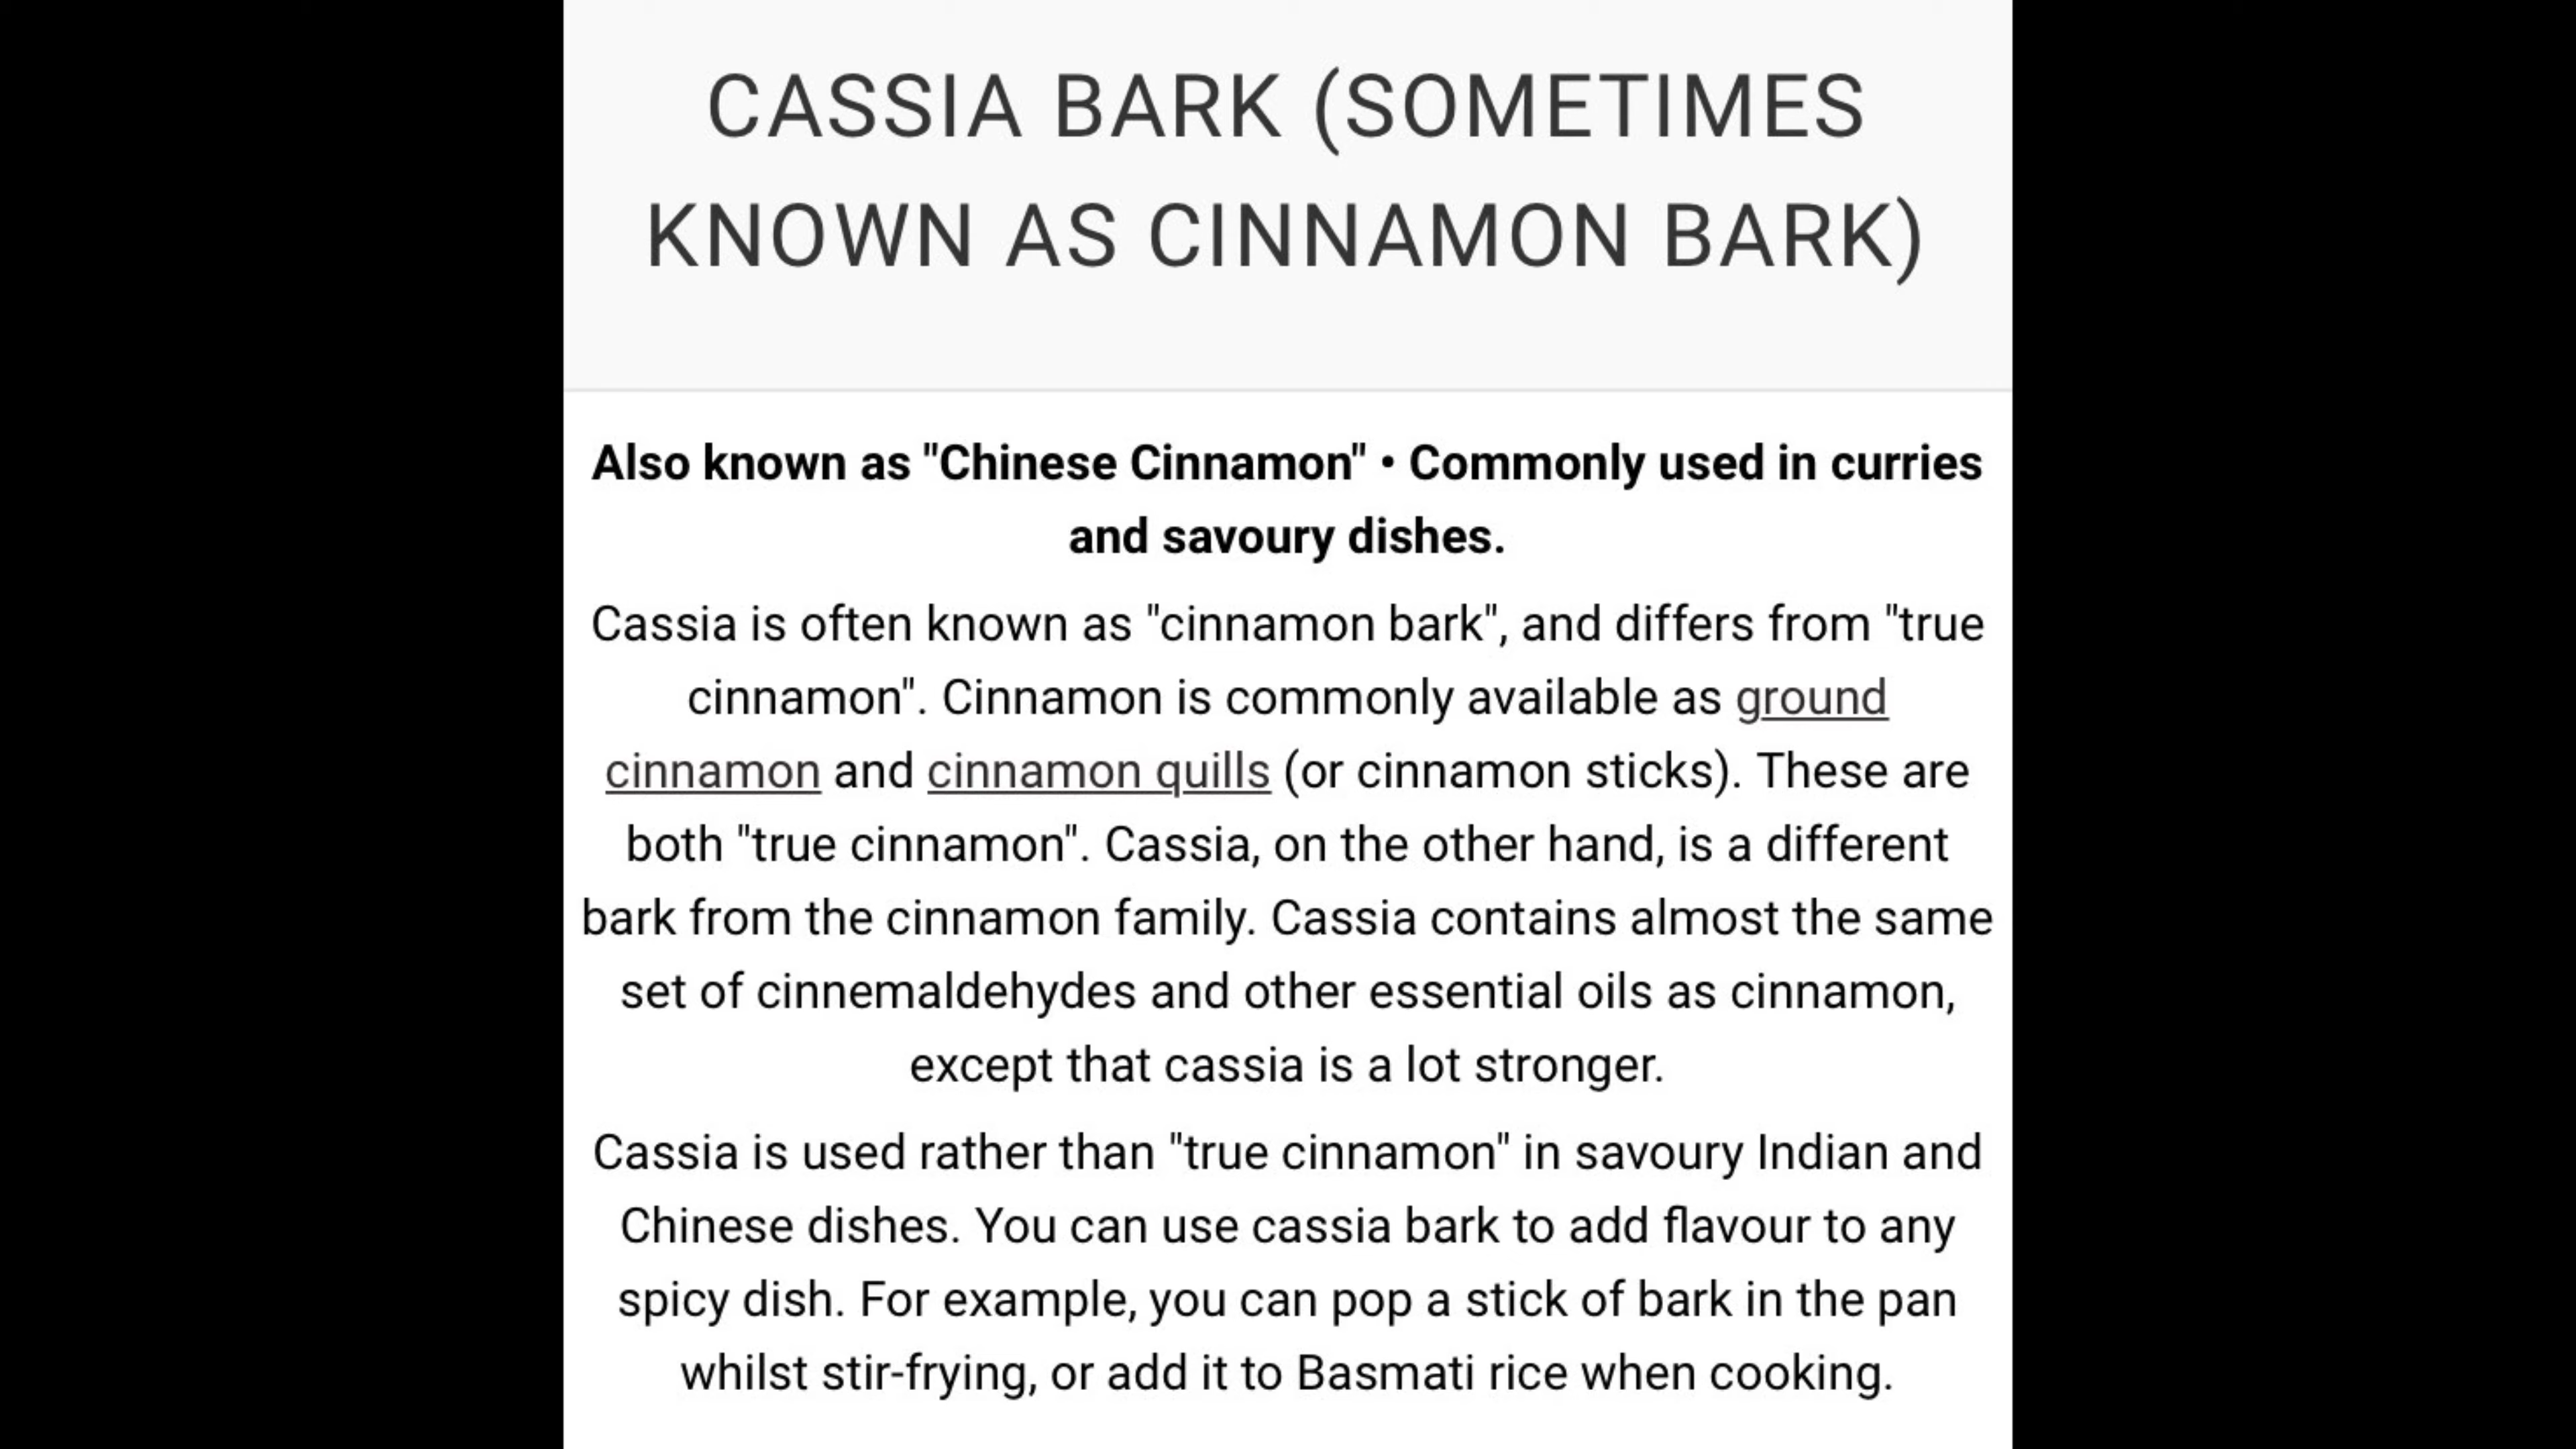 CASSIA BARK (SOMETIMES
KNOWN AS CINNAMON BARK)
Also known as "Chinese Cinnamon" • Commonly used in curries
and savoury dishes.
Cassia is often known as "cinnamon bark", and differs from "true
cinnamon". Cinnamon is commonly available as ground
cinnamon and cinnamon quills (or cinnamon sticks). These are
both "true cinnamon". Cassia, on the other hand, is a different
bark from the cinnamon family. Cassia contains almost the same
set of cinnemaldehydes and other essential oils as cinnamon,
except that cassia is a lot stronger.
Cassia is used rather than "true cinnamon" in savoury Indian and
Chinese dishes. You can use cassia bark to add flavour to any
spicy dish. For example, you can pop a stick of bark in the pan
whilst stir-frying, or add it to Basmati rice when cooking.